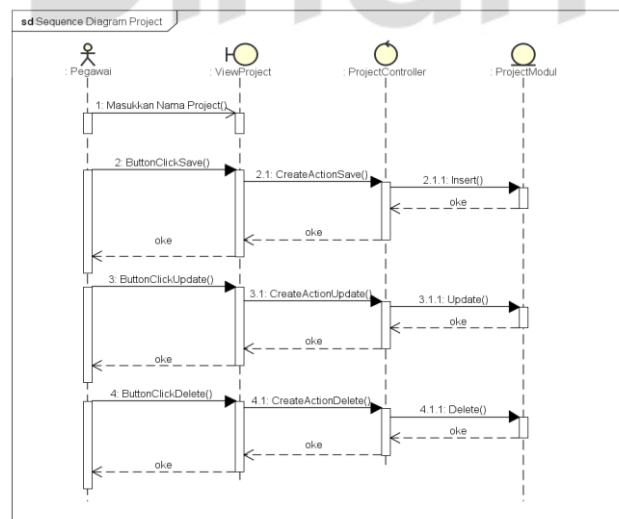 sd Sequence Diagram Project
: Pegawai
: ViewProject
: ProjectController
: ProjectModul
1: Masukkan Nama Project()
2: ButtonClickSave()
2.1: CreateActionSave()
2.1.1: Insert()
oke
oke
oke
3: ButtonClickUpdate()
3.1: CreateActionUpdate()
3.1.1: Update()
oke
oke
oke
4: ButtonClickDelete()
4.1: CreateActionDelete()
4.1.1: Delete()
oke
oke
oke